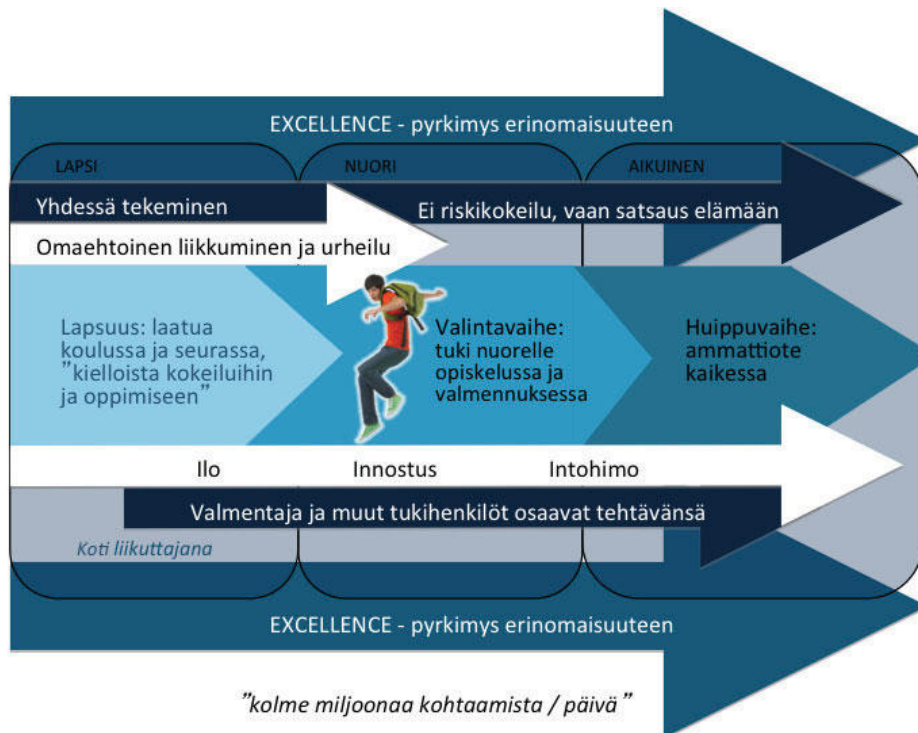 EXCELLENCE - pyrkimys erinomaisuuteen
LAPSI
NUORI
AIKUINEN
Yhdessä tekeminen
Ei riskikokeilu, vaan satsaus elämään
Omaehtoinen liikkuminen ja urheilu
Lapsuus: laatua
koulussa ja seurassa,
”kielloista kokeiluihin
ja oppimiseen”
Valintavaihe:
tuki nuorelle
opiskelussa ja
valmennuksessa
Huippuvaihe:
ammattiote
kaikessa
Ilo
Innostus
Intohimo
Valmentaja ja muut tukihenkilöt osaavat tehtävänsä
Koti liikuttajana
EXCELLENCE - pyrkimys erinomaisuuteen
”kolme miljoonaa kohtaamista / päivä ”